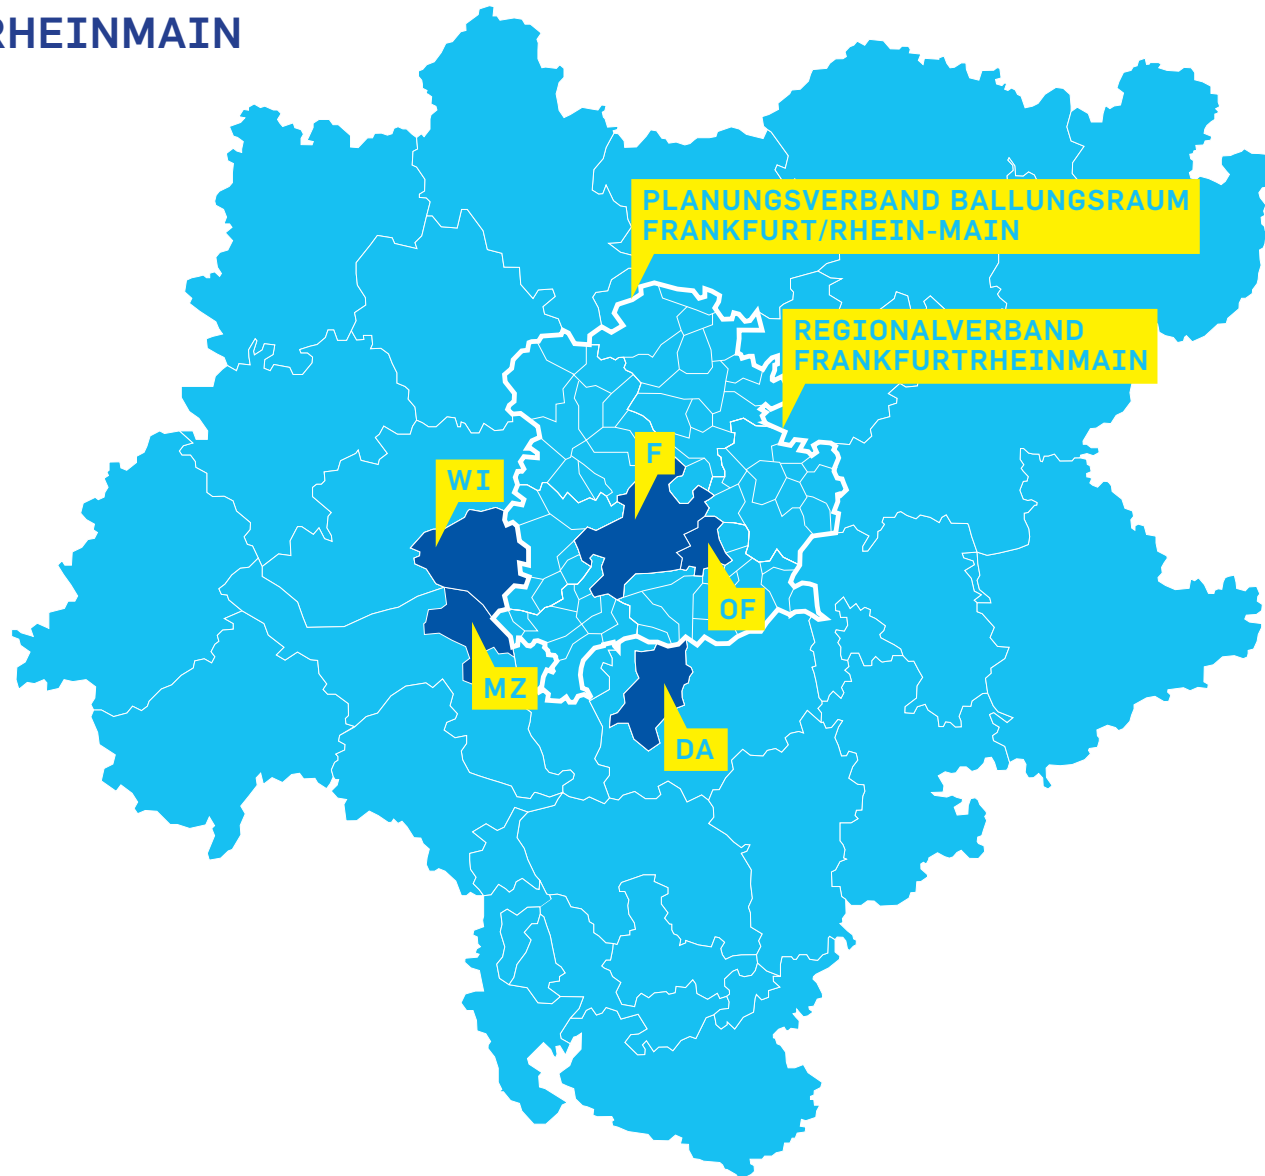 RHEINMAIN
PLANUNGSVERBAND BALLUNGSRAUM
FRANKFURT/RHEIN-MAIN
REGIONALVERBAND
FRANKFURTRHEINMAIN
F
WI
OF
MZ
DA